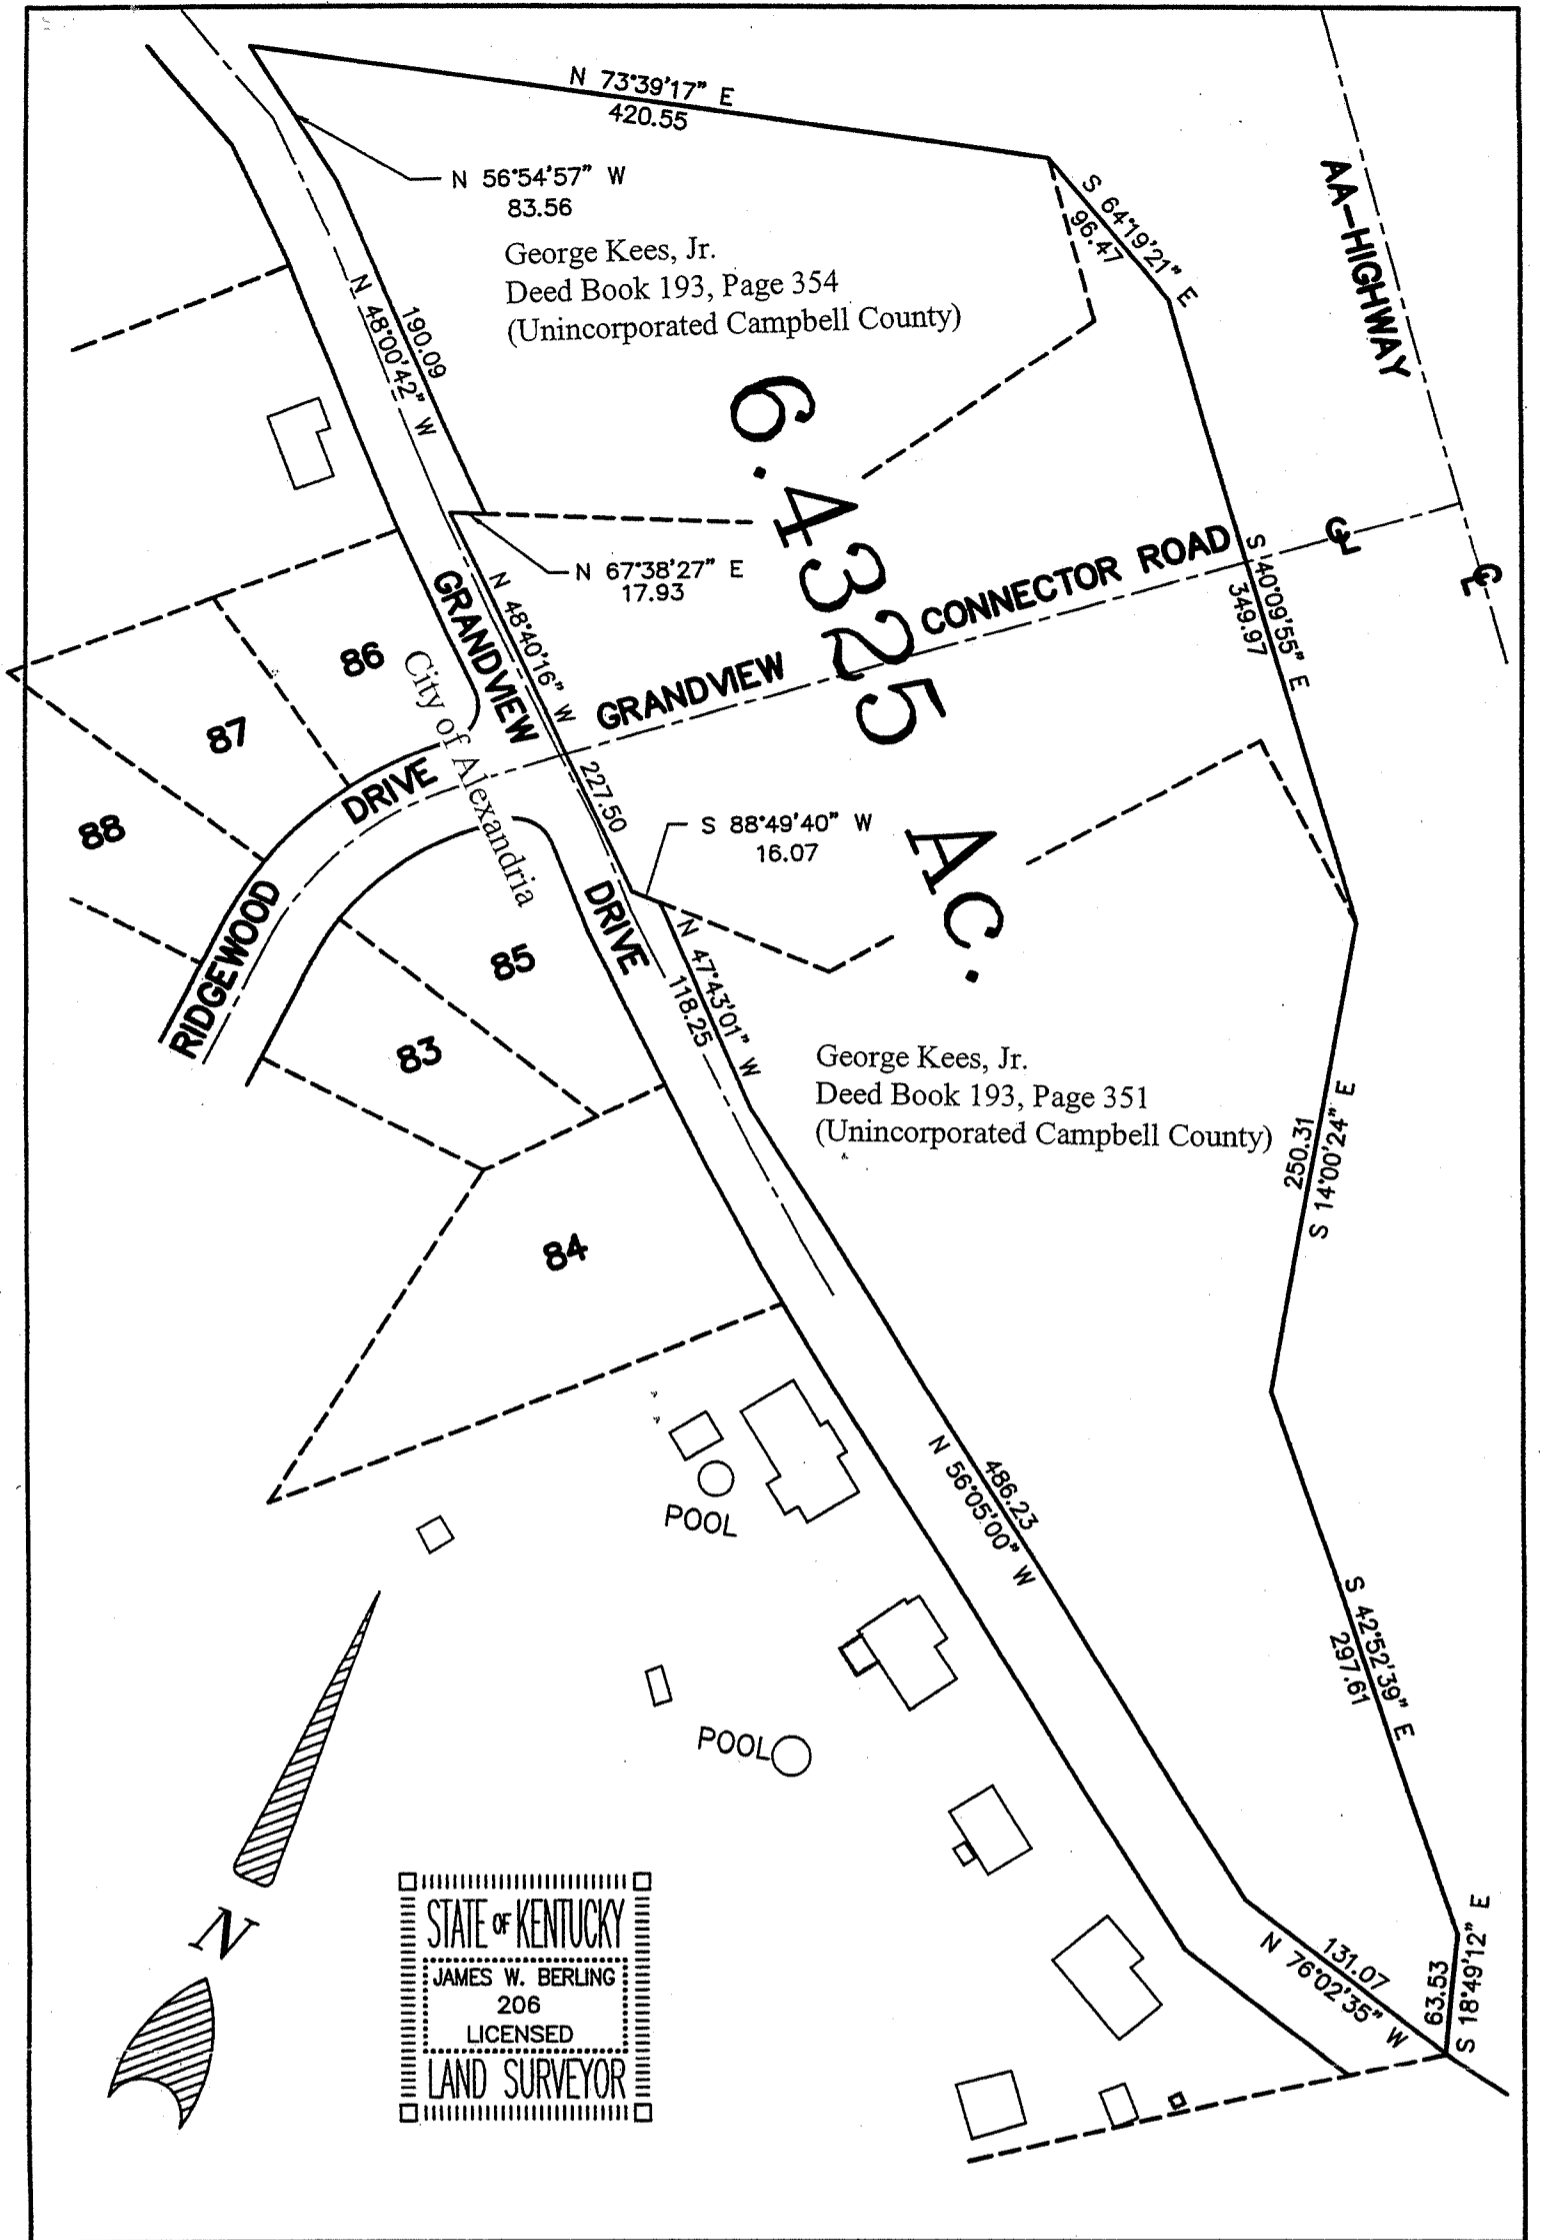 N 73°39'17" E
420.55
N 56°54'57" W
83.56
S 64°19'21" E
96.47
AA-HIGHWAY
George Kees, Jr.
Deed Book 193, Page 354
(Unincorporated Campbell County)
190.09
N 48°00'42" W
6.4325 AC.
N 67°38'27" E
17.93
GRANDVIEW CONNECTOR ROAD
CL
CL
S 40°09'55" E
349.97
N 48°40'16" W
227.50
GRANDVIEW DRIVE
86
87
88
City of Alexandria
RIDGEWOOD DRIVE
S 88°49'40" W
16.07
85
83
N 47°43'01" W
118.25
George Kees, Jr.
Deed Book 193, Page 351
(Unincorporated Campbell County)
250.31
S 14°00'24" E
84
POOL
486.23
N 56°05'00" W
S 42°52'39" E
297.61
POOL
N
STATE OF KENTUCKY
JAMES W. BERLING
206
LICENSED
LAND SURVEYOR
131.07
N 76°02'35" W
63.53
S 18°49'12" E